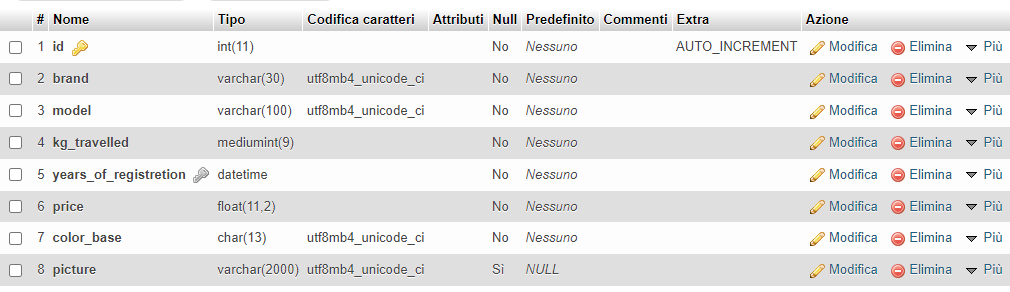 # Nome Tipo Codifica caratteri Attributi Null Predefinito Commenti Extra Azione
1 id int(11) No Nessuno AUTO_INCREMENT Modifica Elimina Più
2 brand varchar(30) utf8mb4_unicode_ci No Nessuno Modifica Elimina Più
3 model varchar(100) utf8mb4_unicode_ci No Nessuno Modifica Elimina Più
4 kg_travelled mediumint(9) No Nessuno Modifica Elimina Più
5 years_of_registretion datetime No Nessuno Modifica Elimina Più
6 price float(11,2) No Nessuno Modifica Elimina Più
7 color_base char(13) utf8mb4_unicode_ci No Nessuno Modifica Elimina Più
8 picture varchar(2000) utf8mb4_unicode_ci Sì NULL Modifica Elimina Più